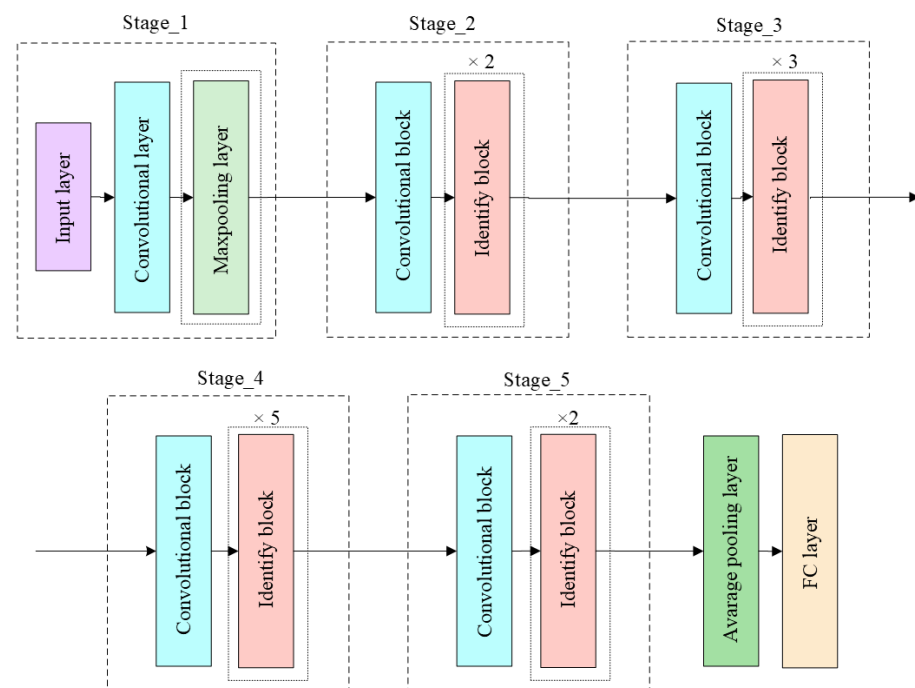 Stage_1
Input layer
Convolutional layer
Maxpooling layer
Stage_2
Convolutional block
× 2
Identify block
Stage_3
Convolutional block
× 3
Identify block
Stage_4
Convolutional block
× 5
Identify block
Stage_5
Convolutional block
×2
Identify block
Avarage pooling layer
FC layer